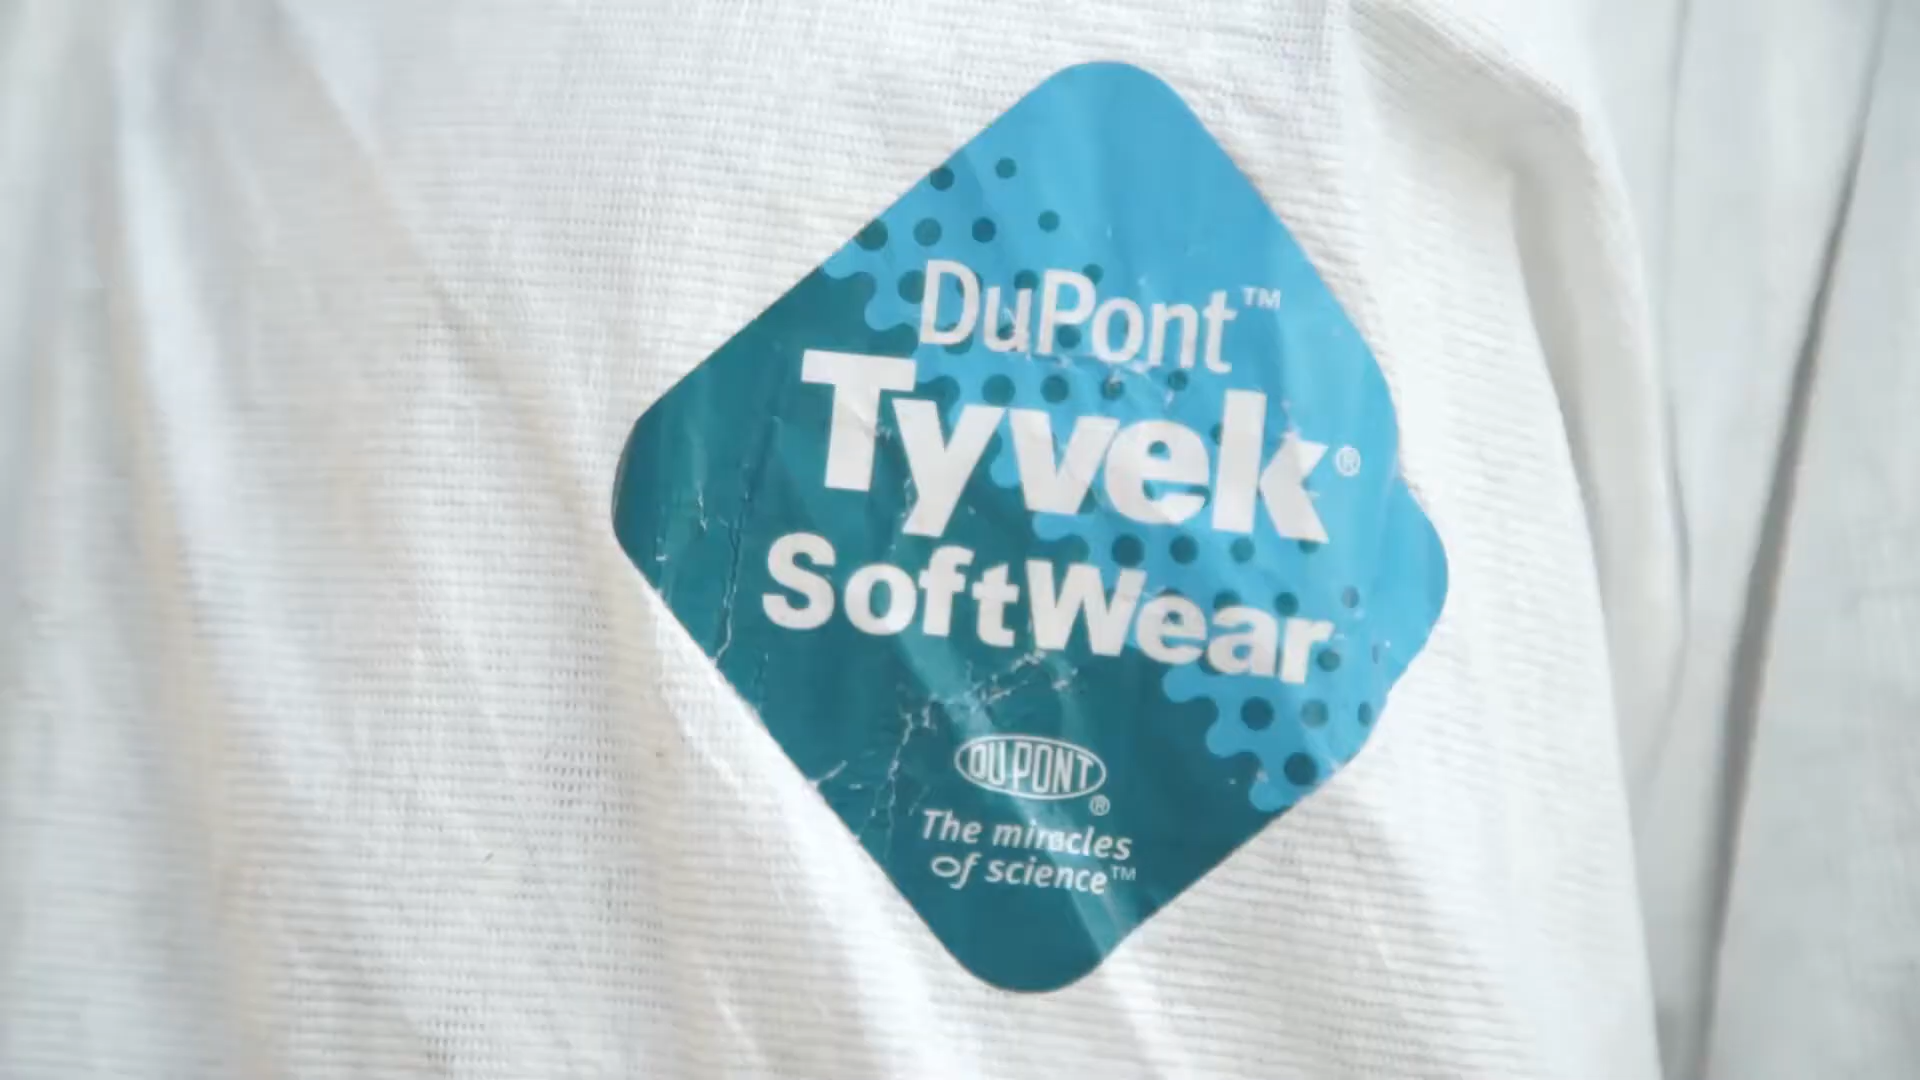 DuPont™
Tyvek®
SoftWear
DUPONT®
The miracles
of science™